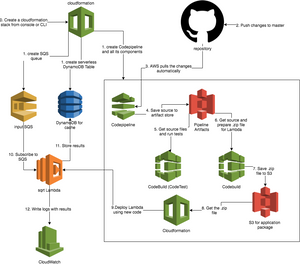 cloudformation
0. Create a cloudformation
stack from console or CLI
1. create SQS
queue
1. create serverless
DynamoDB Table
1. create Codepipeline
and all its components
2. Push changes to master
repository
3. AWS pulls the changes
automatically
input SQS
DynamoDB for
cache
Codepipeline
4. Save source to
artifact store
Pipeline
Artifacts
5. Get source files
and run tests
6. Get source and
prepare .zip file
for Lambda
CodeBuild (CodeTest)
Codebuild
7. Save .zip
file to S3
10. Subscribe to
SQS
11. Store results
sqrt Lambda
9.Deploy Lambda
using new code
Cloudformation
8. Get the .zip
file
S3 for application
package
12. Write logs with results
CloudWatch